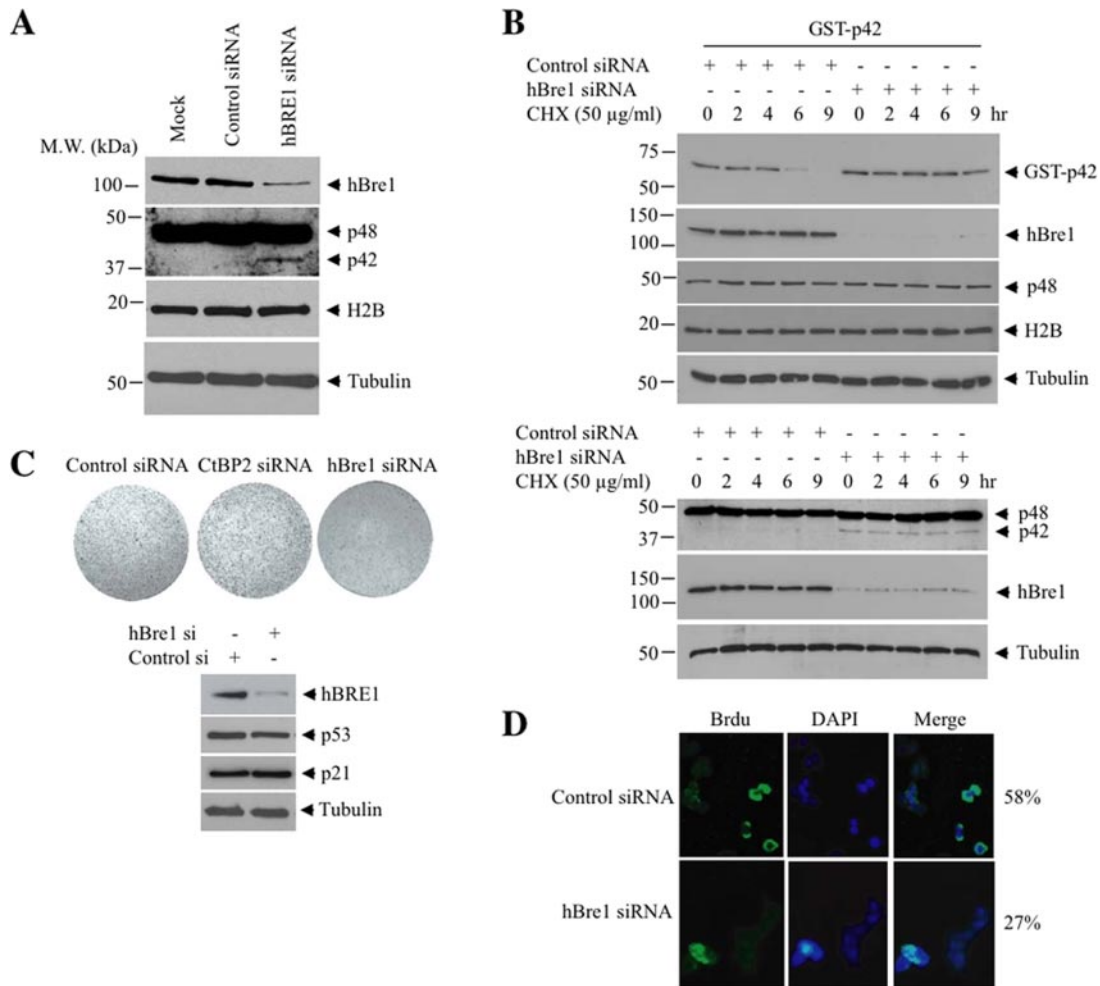 A
Mock
Control siRNA
hBRE1 siRNA
M.W. (kDa)
100
hBre1
50
p48
p42
37
20
H2B
50
Tubulin
B
GST-p42
Control siRNA + + + + + - - - - -
hBre1 siRNA - - - - - + + + + +
CHX (50 µg/ml) 0 2 4 6 9 0 2 4 6 9 hr
75
GST-p42
50
150
hBre1
100
50
p48
20
H2B
50
Tubulin
Control siRNA + + + + + - - - - -
hBre1 siRNA - - - - - + + + + +
CHX (50 µg/ml) 0 2 4 6 9 0 2 4 6 9 hr
50
p48
p42
37
150
hBre1
100
50
Tubulin
C
Control siRNA CtBP2 siRNA hBre1 siRNA
hBre1 si - +
Control si + -
hBRE1
p53
p21
Tubulin
D
Brdu DAPI Merge
Control siRNA 58%
hBre1 siRNA 27%